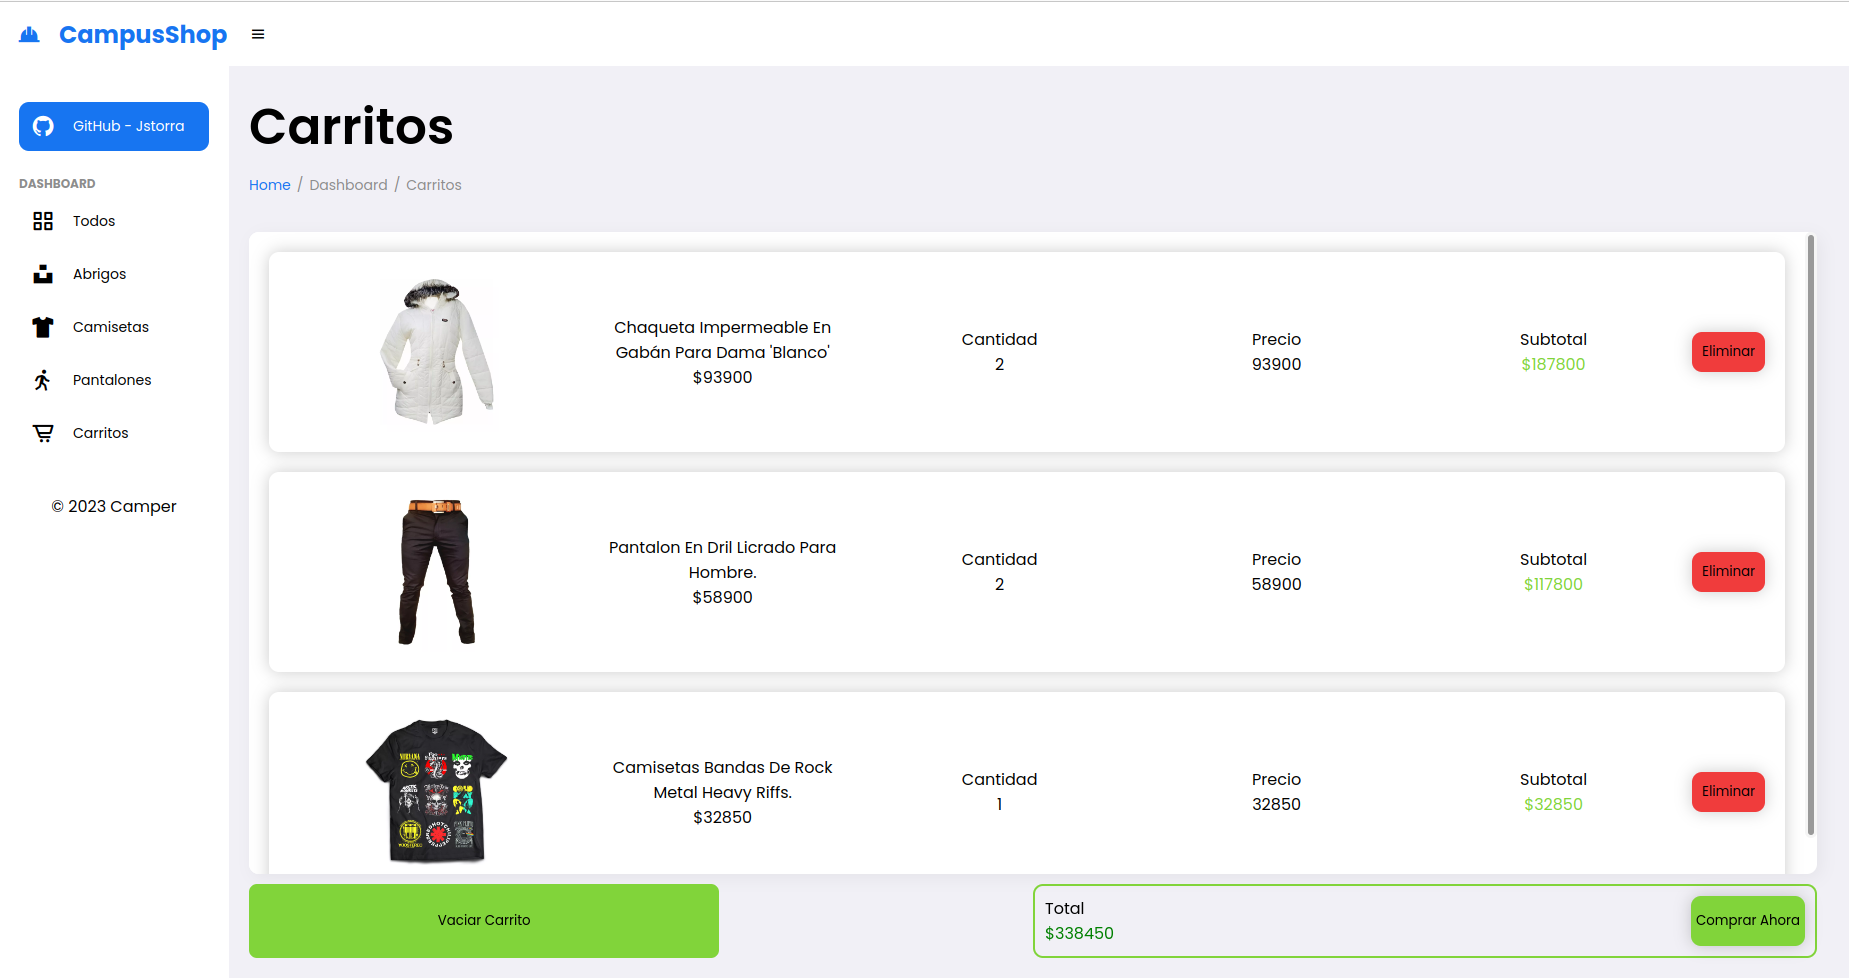 CampusShop
GitHub - Jstorra
DASHBOARD
Todos
Abrigos
Camisetas
Pantalones
Carritos
© 2023 Camper
Carritos
Home / Dashboard / Carritos
Chaqueta Impermeable En
Gabán Para Dama 'Blanco'
$93900
Cantidad
2
Precio
93900
Subtotal
$187800
Eliminar
Pantalon En Dril Licrado Para
Hombre.
$58900
Cantidad
2
Precio
58900
Subtotal
$117800
Eliminar
NIRVANA
Camisetas Bandas De Rock
Metal Heavy Riffs.
$32850
Cantidad
1
Precio
32850
Subtotal
$32850
Eliminar
Vaciar Carrito
Total
$338450
Comprar Ahora